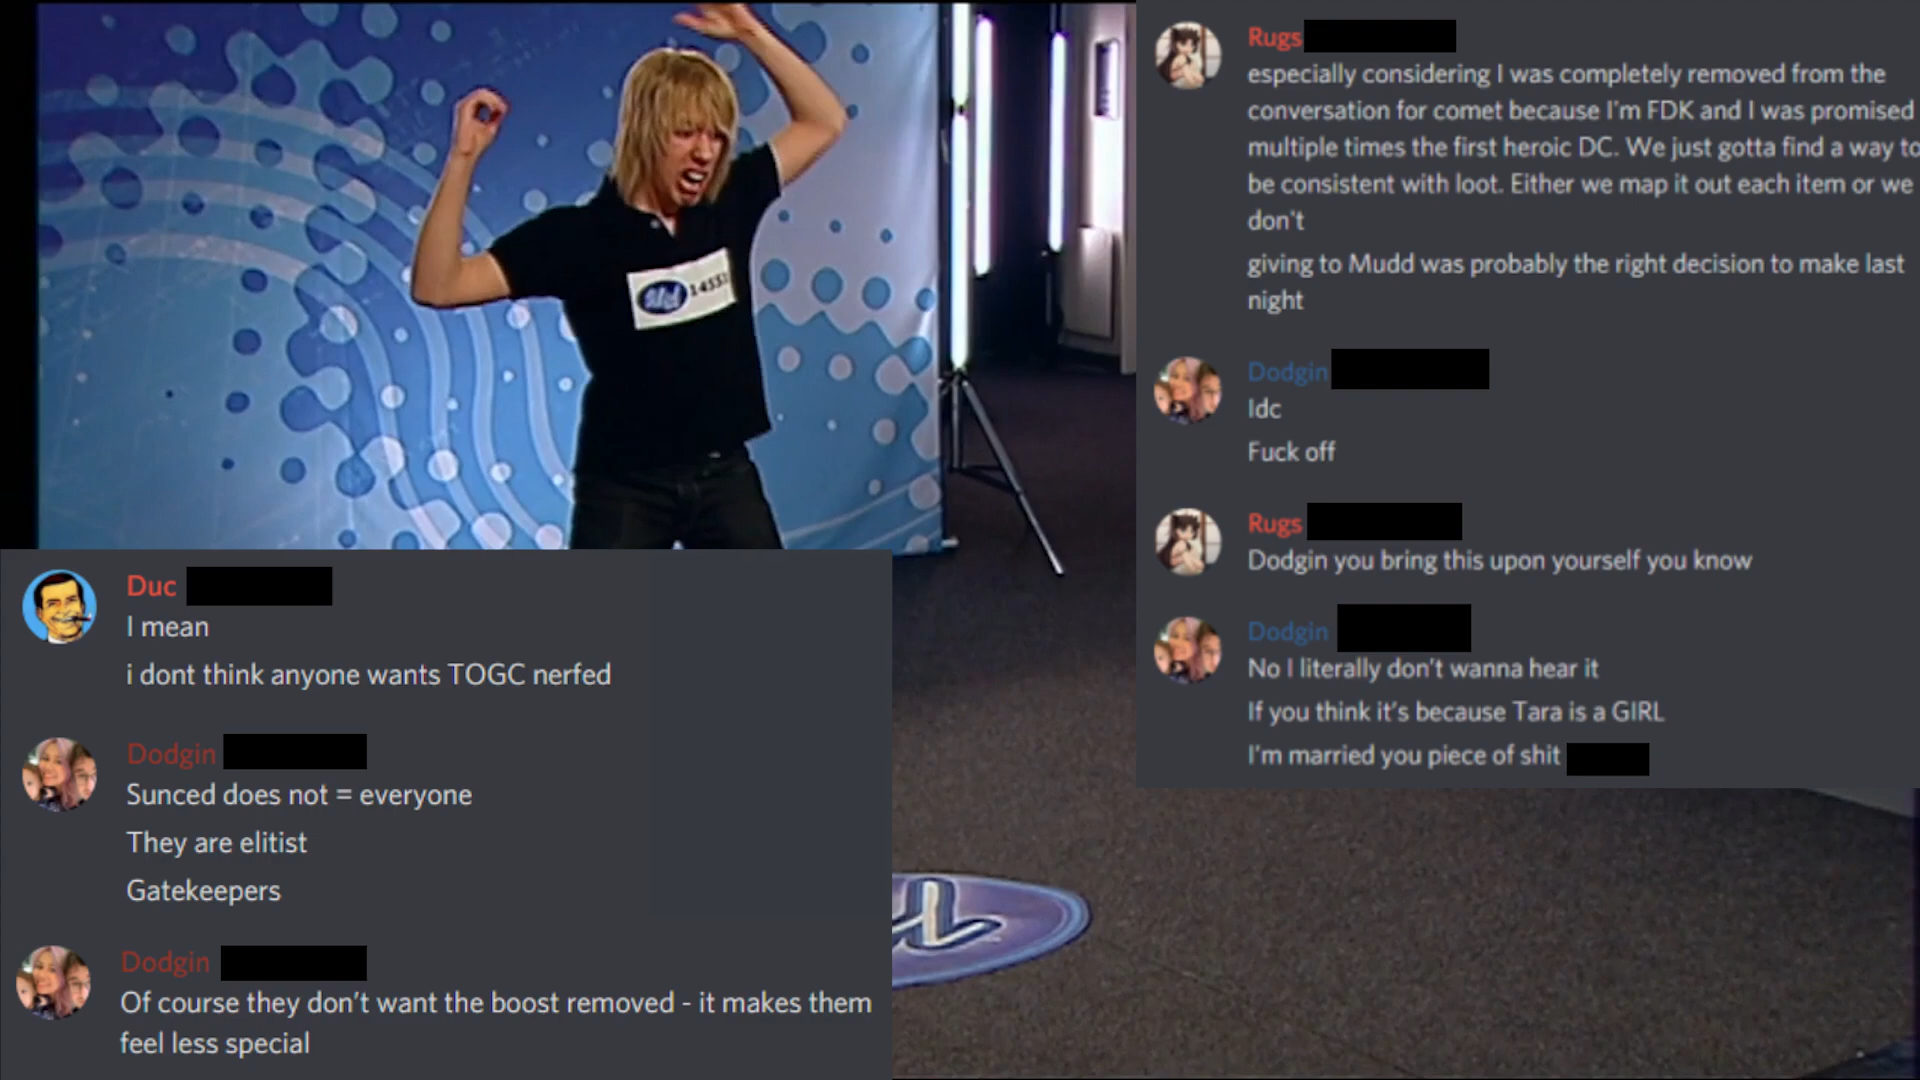 Idol
Rugs
especially considering I was completely removed from the
conversation for comet because I'm FDK and I was promised
multiple times the first heroic DC. We just gotta find a way to
be consistent with loot. Either we map it out each item or we
don't
giving to Mudd was probably the right decision to make last
night
Dodgin
Idc
Fuck off
Rugs
Dodgin you bring this upon yourself you know
Dodgin
No I literally don't wanna hear it
If you think it's because Tara is a GIRL
I'm married you piece of shit
Duc
I mean
i dont think anyone wants TOGC nerfed
Dodgin
Sunced does not = everyone
They are elitist
Gatekeepers
Dodgin
Of course they don't want the boost removed - it makes them
feel less special